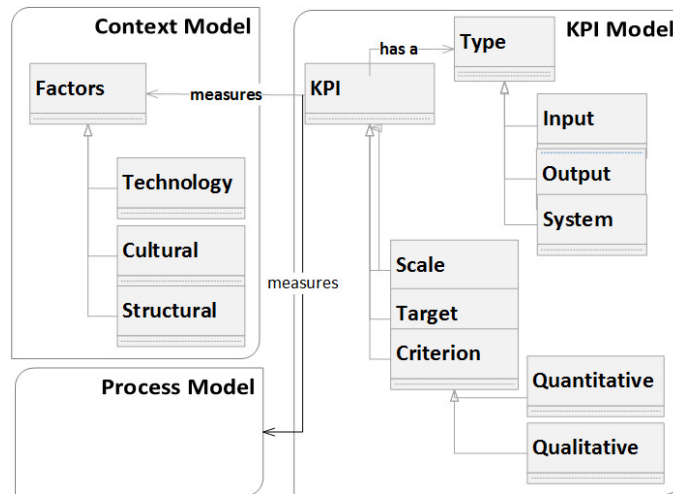 Context Model
Factors
Technology
Cultural
Structural
Process Model
measures
measures
KPI Model
KPI
has a
Type
Input
Output
System
Scale
Target
Criterion
Quantitative
Qualitative